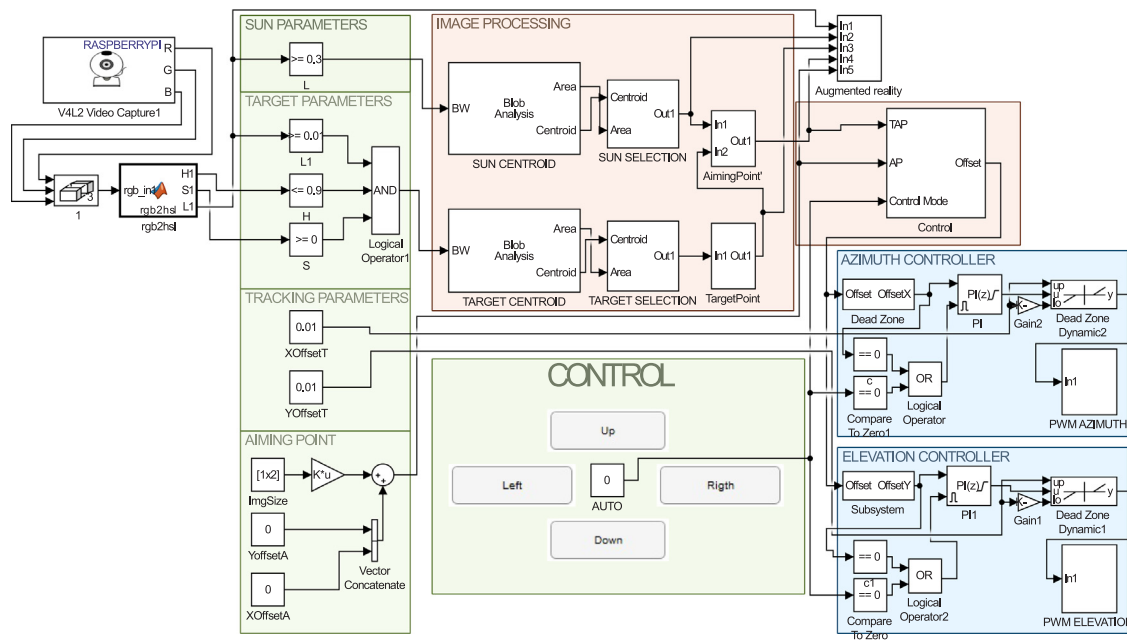 RASPBERRYPI
R
G
B
V4L2 Video Capture1
3
1
rgb_in1
rgb2hsl
H1
S1
L1
rgb2hsl
SUN PARAMETERS
>= 0.3
L
TARGET PARAMETERS
>= 0.01
L1
<= 0.9
H
>= 0
S
AND
Logical
Operator1
TRACKING PARAMETERS
0.01
XOffsetT
0.01
YOffsetT
AIMING POINT
[1x2]
ImgSize
K*u
0
YoffsetA
0
XOffsetA
Vector
Concatenate
IMAGE PROCESSING
BW
Blob
Analysis
Area
Centroid
SUN CENTROID
Centroid
Area
Out1
SUN SELECTION
In1
In2
Out1
AimingPoint'
BW
Blob
Analysis
Area
Centroid
TARGET CENTROID
Centroid
Area
Out1
TARGET SELECTION
In1 Out1
TargetPoint
In1
In2
In3
In4
In5
Augmented reality
TAP
AP
Control Mode
Offset
Control
CONTROL
Up
Left
0
AUTO
Rigth
Down
AZIMUTH CONTROLLER
Offset OffsetX
Dead Zone
PI(z)
PI
K-
Gain2
up
u
lo
y
Dead Zone
Dynamic2
== 0
c
== 0
Compare
To Zero1
OR
Logical
Operator
In1
PWM AZIMUTH
ELEVATION CONTROLLER
Offset OffsetY
Subsystem
PI(z)
PI1
K-
Gain1
up
u
lo
y
Dead Zone
Dynamic1
== 0
c1
== 0
Compare
To Zero
OR
Logical
Operator2
In1
PWM ELEVATION